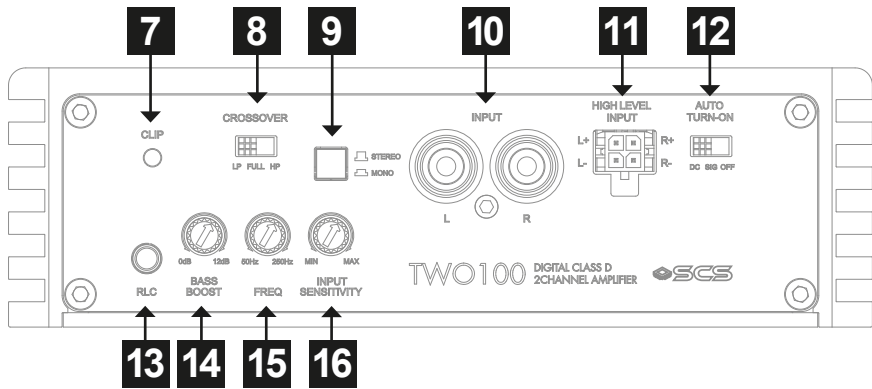 7 8 9 10 11 12
CLIP
CROSSOVER
LP FULL HP
STEREO
MONO
INPUT
L R
HIGH LEVEL
INPUT
L+ R+
L- R-
AUTO
TURN-ON
DC SIG OFF
RLC
0dB 12dB
BASS
BOOST
50Hz 250Hz
FREQ
MIN MAX
INPUT
SENSITIVITY
TWO100
DIGITAL CLASS D
2CHANNEL AMPLIFIER
SCS
13 14 15 16